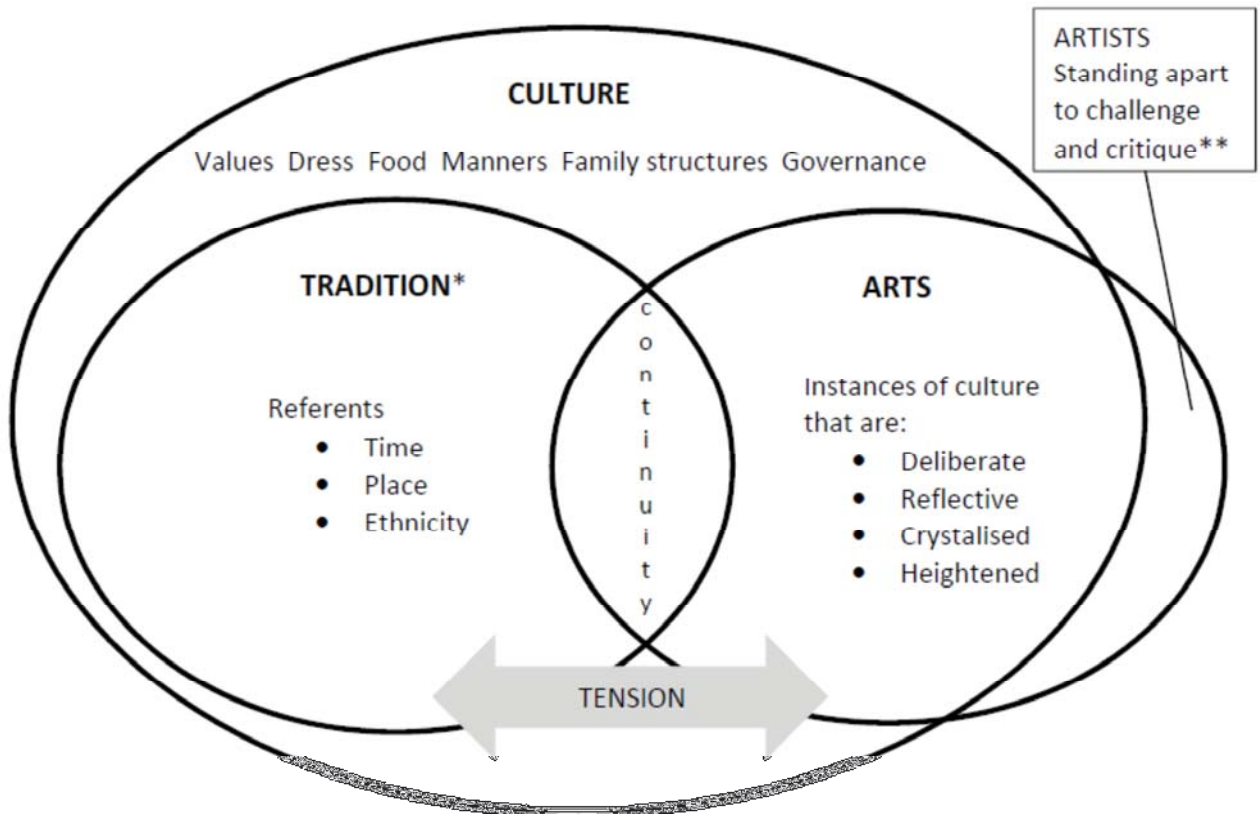 ARTISTS
Standing apart
to challenge
and critique**
CULTURE
Values Dress Food Manners Family structures Governance
TRADITION*
Referents
• Time
• Place
• Ethnicity
continuity
ARTS
Instances of culture
that are:
• Deliberate
• Reflective
• Crystalised
• Heightened
TENSION